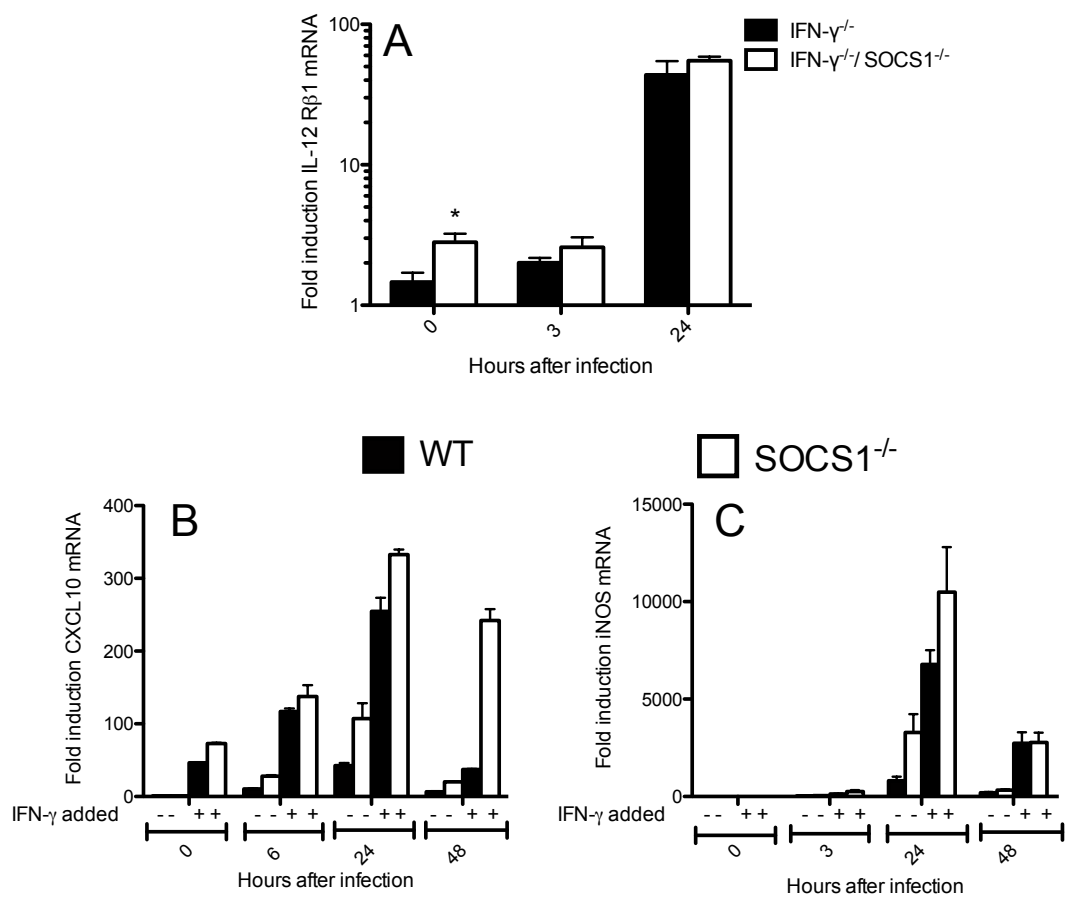 A
IFN-γ-/-
IFN-γ-/-/ SOCS1-/-
Fold induction IL-12 Rβ1 mRNA
100
10
1
*
0 3 24
Hours after infection
WT
SOCS1-/-
B
Fold induction CXCL10 mRNA
400
300
200
100
0
IFN-γ added
- - + + - - + + - - + + - - + +
0 6 24 48
Hours after infection
C
Fold induction iNOS mRNA
15000
10000
5000
0
IFN-γ added
- - + + - - + + - - + + - - + +
0 3 24 48
Hours after infection